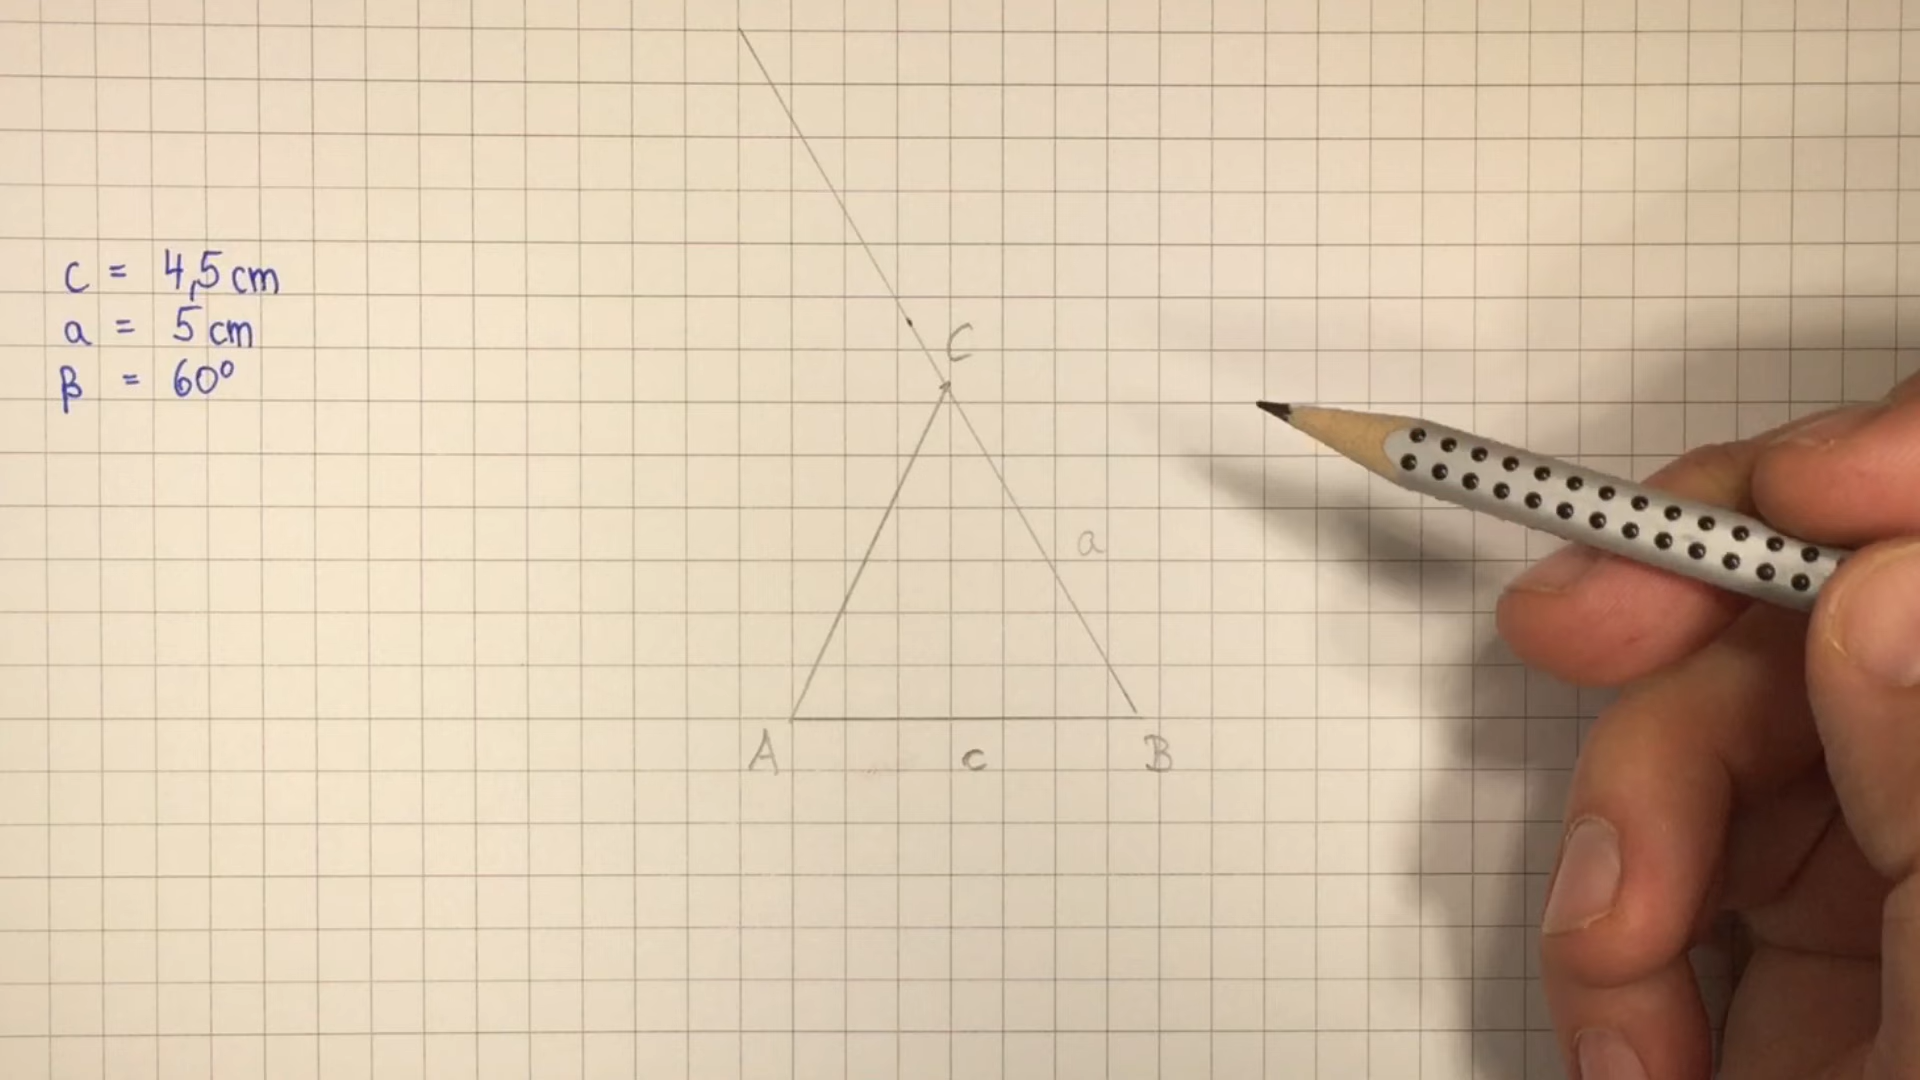 c = 4,5 cm
a = 5 cm
β = 60°
C
a
A c B